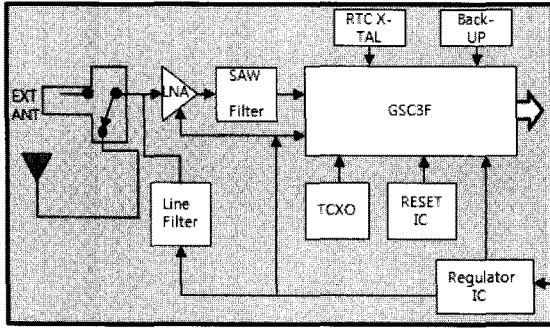 RTC X-
TAL
Back-
UP
SAW
Filter
LNA
EXT
ANT
GSC3F
Line
Filter
TCXO
RESET
IC
Regulator
IC